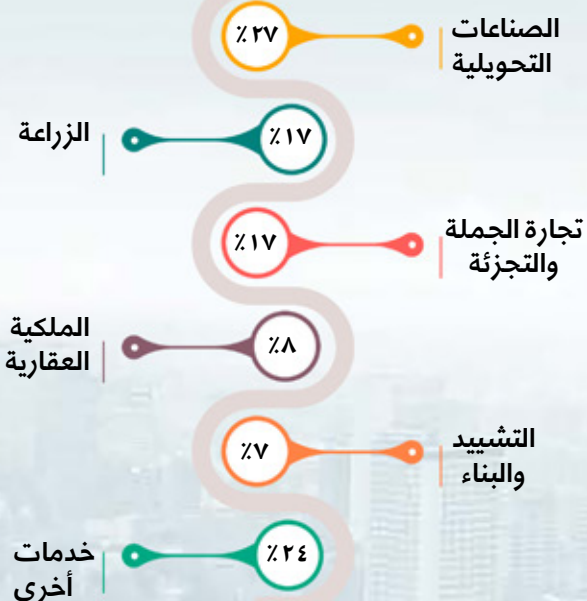 الصناعات
التحويلية
٪٢٧
الزراعة
٪١٧
تجارة الجملة
والتجزئة
٪١٧
الملكية
العقارية
٪٨
التشييد
والبناء
٪٧
خدمات
أخرى
٪٢٤